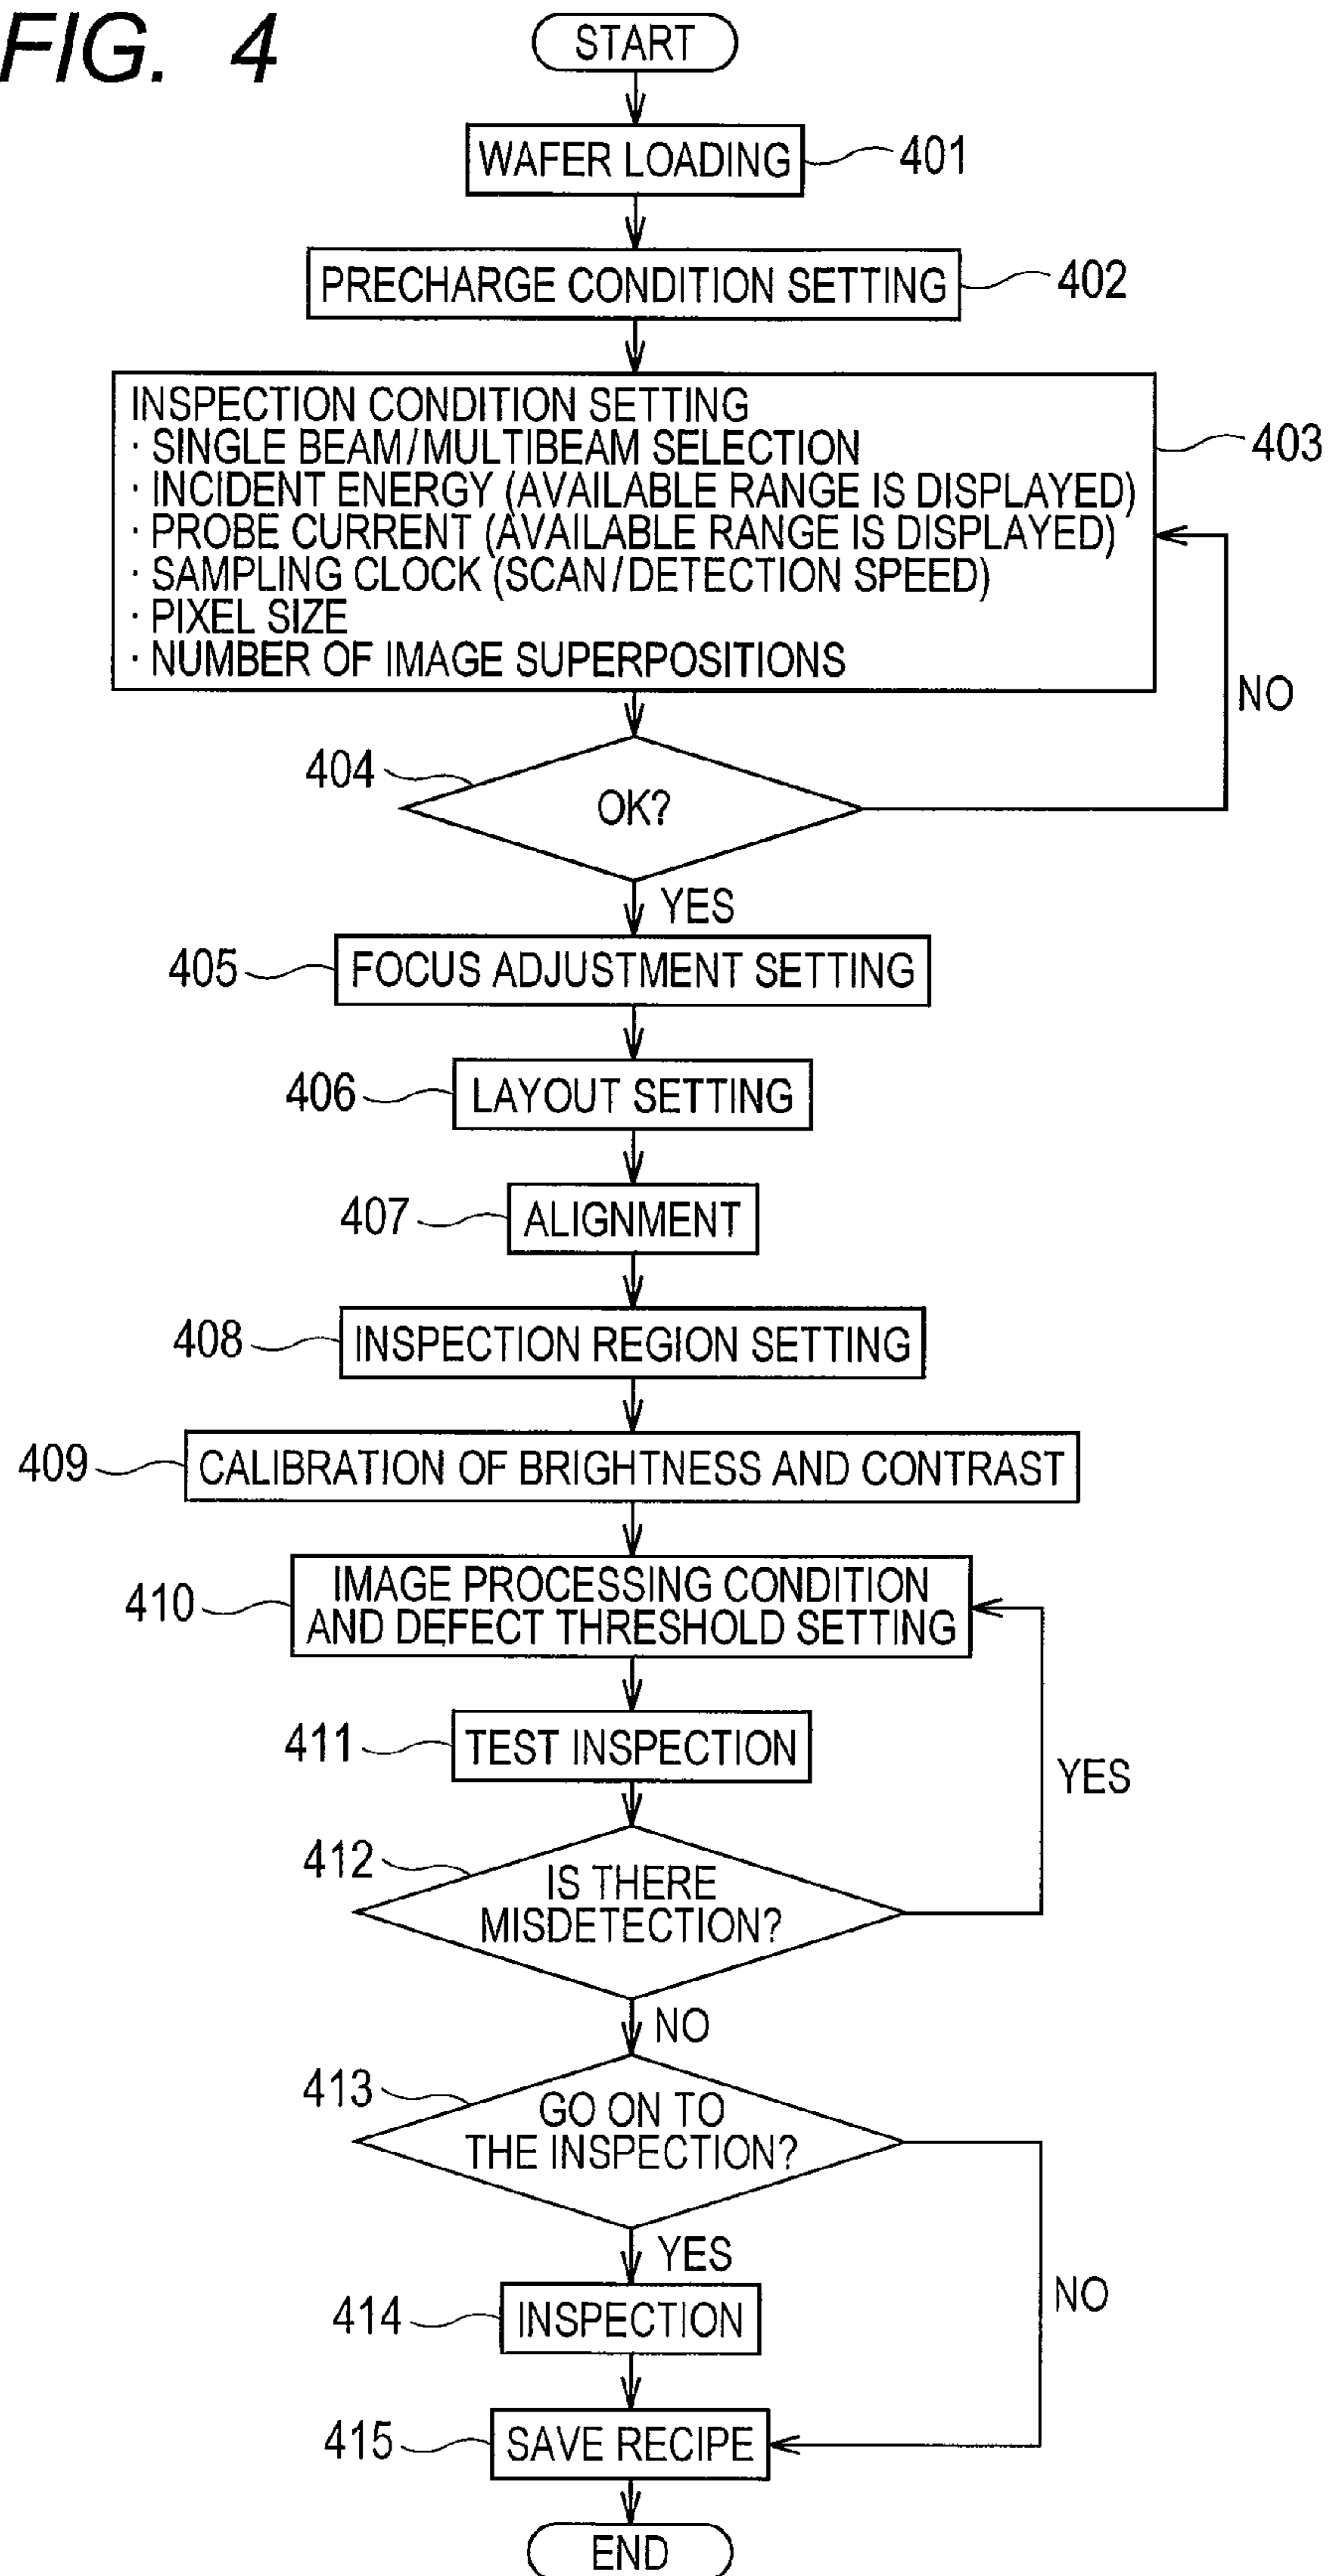 FIG. 4
START
WAFER LOADING
401
PRECHARGE CONDITION SETTING
402
INSPECTION CONDITION SETTING
· SINGLE BEAM/MULTIBEAM SELECTION
· INCIDENT ENERGY (AVAILABLE RANGE IS DISPLAYED)
· PROBE CURRENT (AVAILABLE RANGE IS DISPLAYED)
· SAMPLING CLOCK (SCAN/DETECTION SPEED)
· PIXEL SIZE
· NUMBER OF IMAGE SUPERPOSITIONS
403
NO
404
OK?
YES
405
FOCUS ADJUSTMENT SETTING
406
LAYOUT SETTING
407
ALIGNMENT
408
INSPECTION REGION SETTING
409
CALIBRATION OF BRIGHTNESS AND CONTRAST
410
IMAGE PROCESSING CONDITION
AND DEFECT THRESHOLD SETTING
411
TEST INSPECTION
YES
412
IS THERE
MISDETECTION?
NO
413
GO ON TO
THE INSPECTION?
YES
NO
414
INSPECTION
415
SAVE RECIPE
END